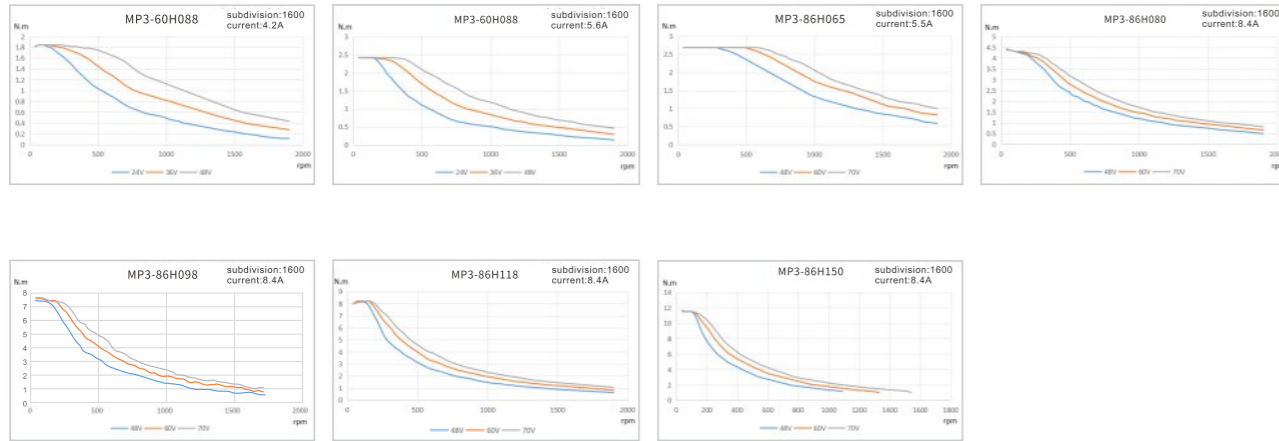 MP3-60H088
subdivision:1600
current:4.2A
N.m
2
1.8
1.6
1.4
1.2
1
0.8
0.6
0.4
0.2
0
0 500 1000 1500 2000
rpm
24V 36V 48V
MP3-60H088
subdivision:1600
current:5.6A
N.m
3
2.5
2
1.5
1
0.5
0 500 1000 1500 2000
rpm
24V 36V 48V
MP3-86H065
subdivision:1600
current:5.5A
N.m
3
2.5
2
1.5
1
0.5
0
0 500 1000 1500 2000
rpm
48V 60V 70V
MP3-86H080
subdivision:1600
current:8.4A
N.m
5
4.5
4
3.5
3
2.5
2
1.5
1
0.5
0 500 1000 1500
rpm
48V 60V 70V
MP3-86H098
subdivision:1600
current:8.4A
N.m
8
7
6
5
4
3
2
1
0
0 500 1000 1500 2000
rpm
48V 60V 70V
MP3-86H118
subdivision:1600
current:8.4A
N.m
9
8
7
6
5
4
3
2
1
0
0 500 1000 1500 2000
rpm
48V 60V 70V
MP3-86H150
subdivision:1600
current:8.4A
N.m
14
12
10
8
6
4
2
0
0 200 400 600 800 1000 1200 1400 1600 1800
rpm
48V 60V 70V